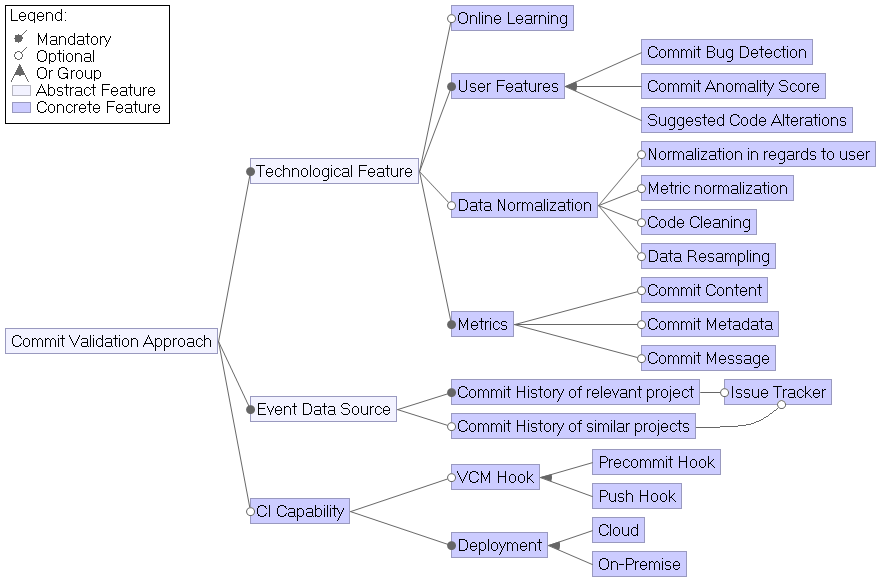 Legend:
Mandatory
Optional
Or Group
Abstract Feature
Concrete Feature
Online Learning
Commit Bug Detection
User Features
Commit Anomality Score
Suggested Code Alterations
Normalization in regards to user
Technological Feature
Metric normalization
Data Normalization
Code Cleaning
Data Resampling
Commit Content
Metrics
Commit Metadata
Commit Validation Approach
Commit Message
Commit History of relevant project
Issue Tracker
Event Data Source
Commit History of similar projects
Precommit Hook
VCM Hook
Push Hook
CI Capability
Cloud
Deployment
On-Premise